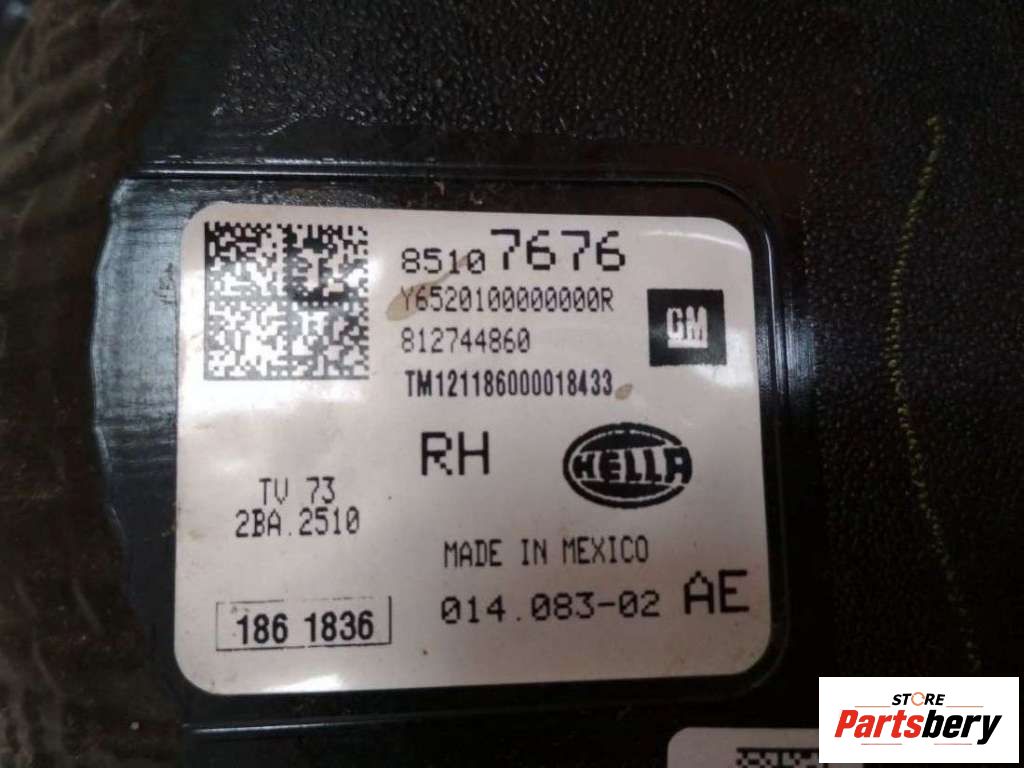 85107676
Y6520100000000R
812744860
GM
TM121186000018433
RH
HELLA
TV 73
2BA.2510
MADE IN MEXICO
186 1836
014.083-02 AE
STORE
Partsbery